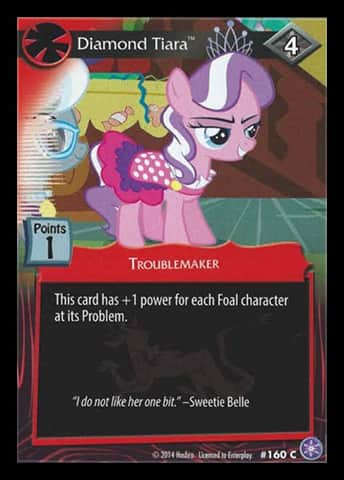 Diamond Tiara™
4
Points
1
TROUBLEMAKER
This card has +1 power for each Foal character
at its Problem.
"I do not like her one bit." –Sweetie Belle
© 2014 Hasbro. Licensed to Enterplay. #160 C